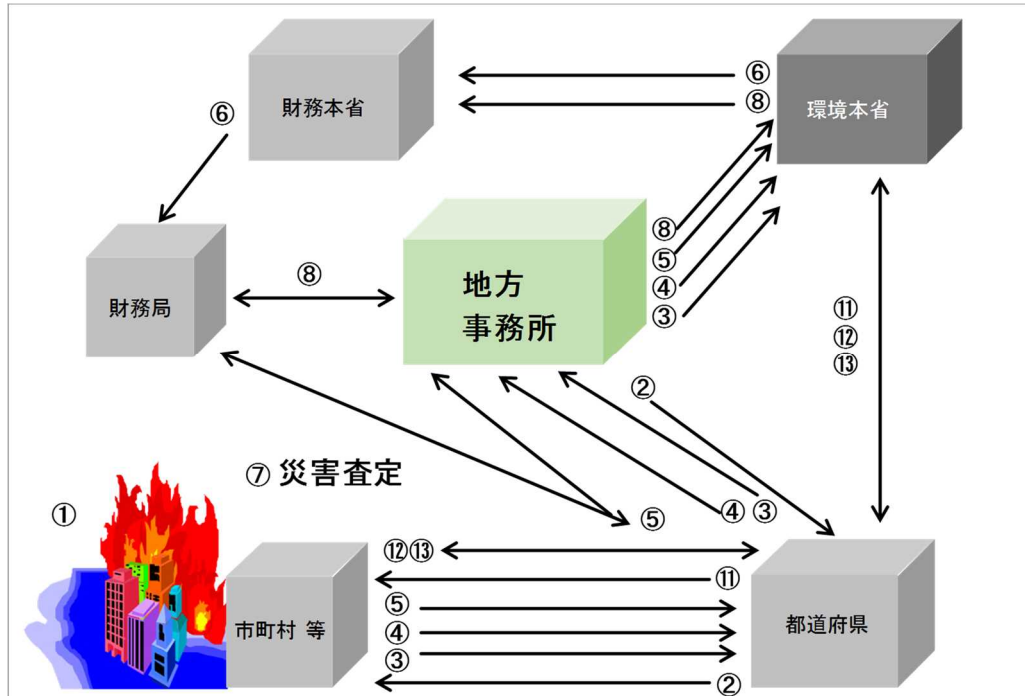 財務本省
⑥
⑧
環境本省
⑥
財務局
⑧
地方
事務所
⑧
⑤
④
③
⑪
⑫
⑬
②
⑦ 災害査定
①
⑤
④
③
⑫⑬
⑪
⑤
④
③
②
市町村 等
都道府県